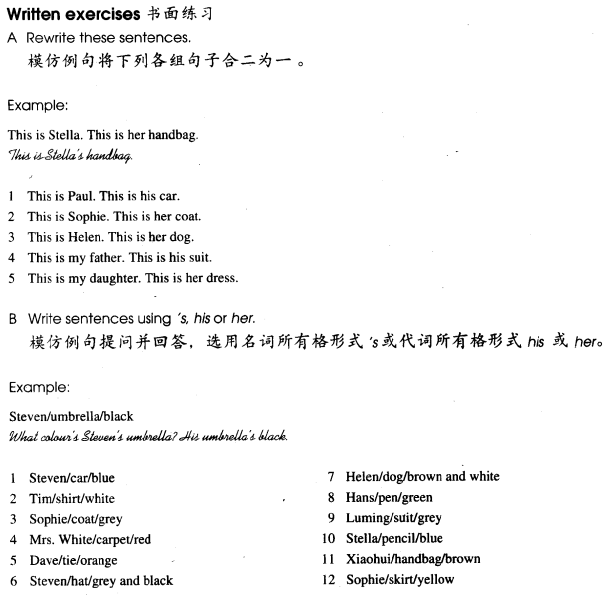 Written exercises 书面练习
A Rewrite these sentences.
模仿例句将下列各组句子合二为一。
Example:
This is Stella. This is her handbag.
This is Stella's handbag.
1 This is Paul. This is his car.
2 This is Sophie. This is her coat.
3 This is Helen. This is her dog.
4 This is my father. This is his suit.
5 This is my daughter. This is her dress.
B Write sentences using 's, his or her.
模仿例句提问并回答，选用名词所有格形式 's 或代词所有格形式 his 或 her。
Example:
Steven/umbrella/black
What colour's Steven's umbrella? His umbrella's black.
1 Steven/car/blue
2 Tim/shirt/white
3 Sophie/coat/grey
4 Mrs. White/carpet/red
5 Dave/tie/orange
6 Steven/hat/grey and black
7 Helen/dog/brown and white
8 Hans/pen/green
9 Luming/suit/grey
10 Stella/pencil/blue
11 Xiaohui/handbag/brown
12 Sophie/skirt/yellow